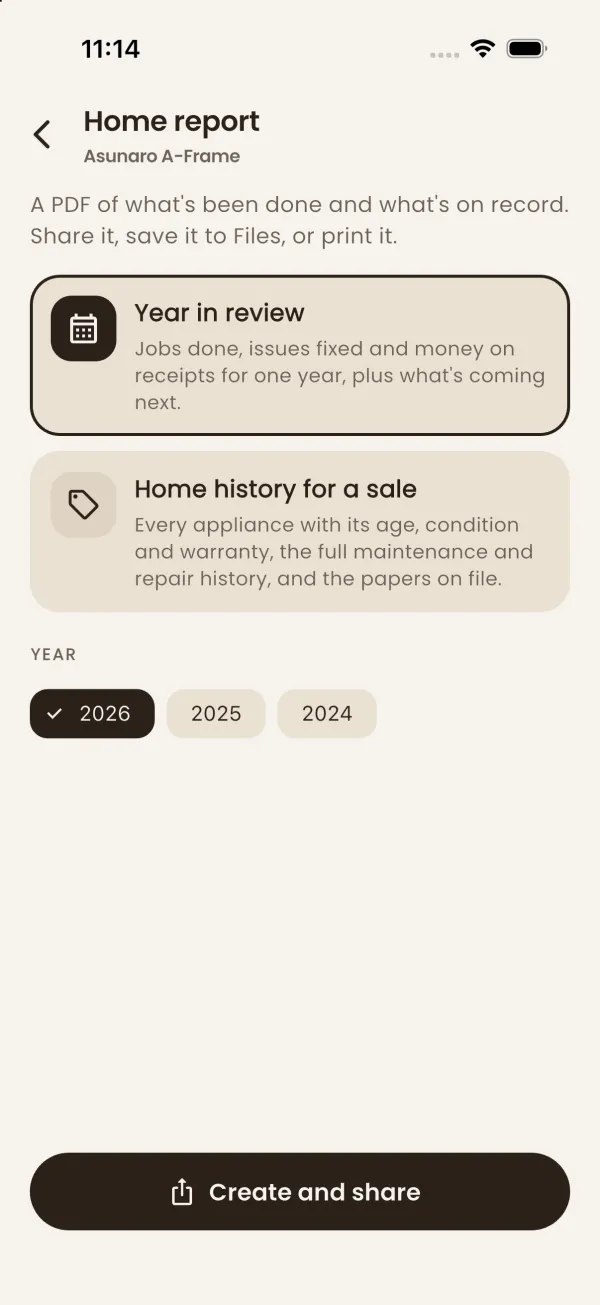 11:14
Home report
Asunaro A-Frame
A PDF of what's been done and what's on record.
Share it, save it to Files, or print it.
Year in review
Jobs done, issues fixed and money on
receipts for one year, plus what's coming
next.
Home history for a sale
Every appliance with its age, condition
and warranty, the full maintenance and
repair history, and the papers on file.
YEAR
2026
2025
2024
Create and share